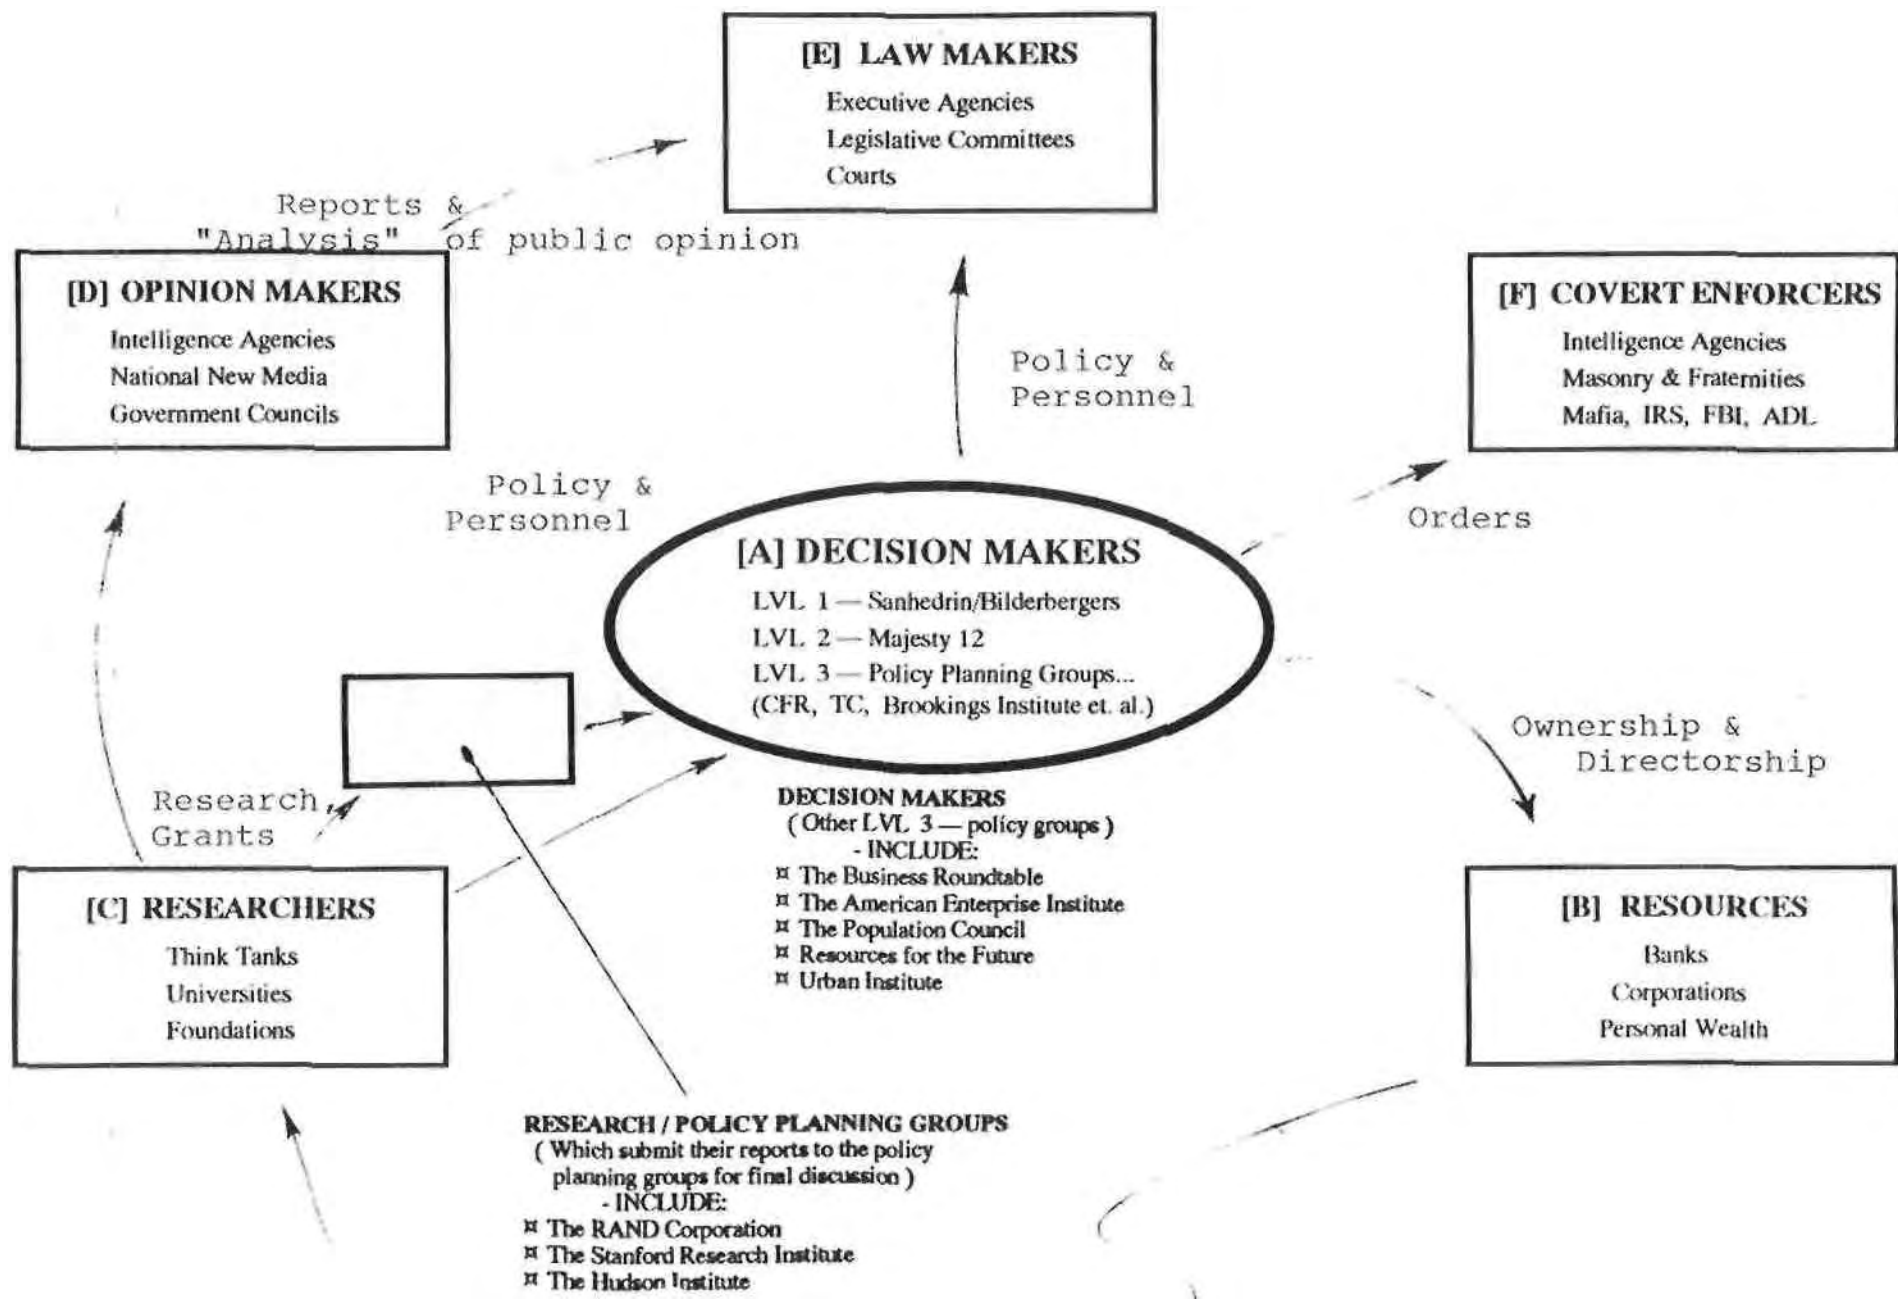 [E] LAW MAKERS
Executive Agencies
Legislative Committees
Courts
Reports &
"Analysis" of public opinion
[D] OPINION MAKERS
Intelligence Agencies
National New Media
Government Councils
[F] COVERT ENFORCERS
Intelligence Agencies
Masonry & Fraternities
Mafia, IRS, FBI, ADL
Policy &
Personnel
Policy &
Personnel
Orders
[A] DECISION MAKERS
LVL 1 — Sanhedrin/Bilderbergers
LVL 2 — Majesty 12
LVL 3 — Policy Planning Groups...
(CFR, TC, Brookings Institute et. al.)
Ownership &
Directorship
Research,
Grants
DECISION MAKERS
( Other LVL 3 — policy groups )
- INCLUDE:
¤ The Business Roundtable
¤ The American Enterprise Institute
¤ The Population Council
¤ Resources for the Future
¤ Urban Institute
[C] RESEARCHERS
Think Tanks
Universities
Foundations
[B] RESOURCES
Banks
Corporations
Personal Wealth
RESEARCH / POLICY PLANNING GROUPS
( Which submit their reports to the policy
planning groups for final discussion )
- INCLUDE:
¤ The RAND Corporation
¤ The Stanford Research Institute
¤ The Hudson Institute